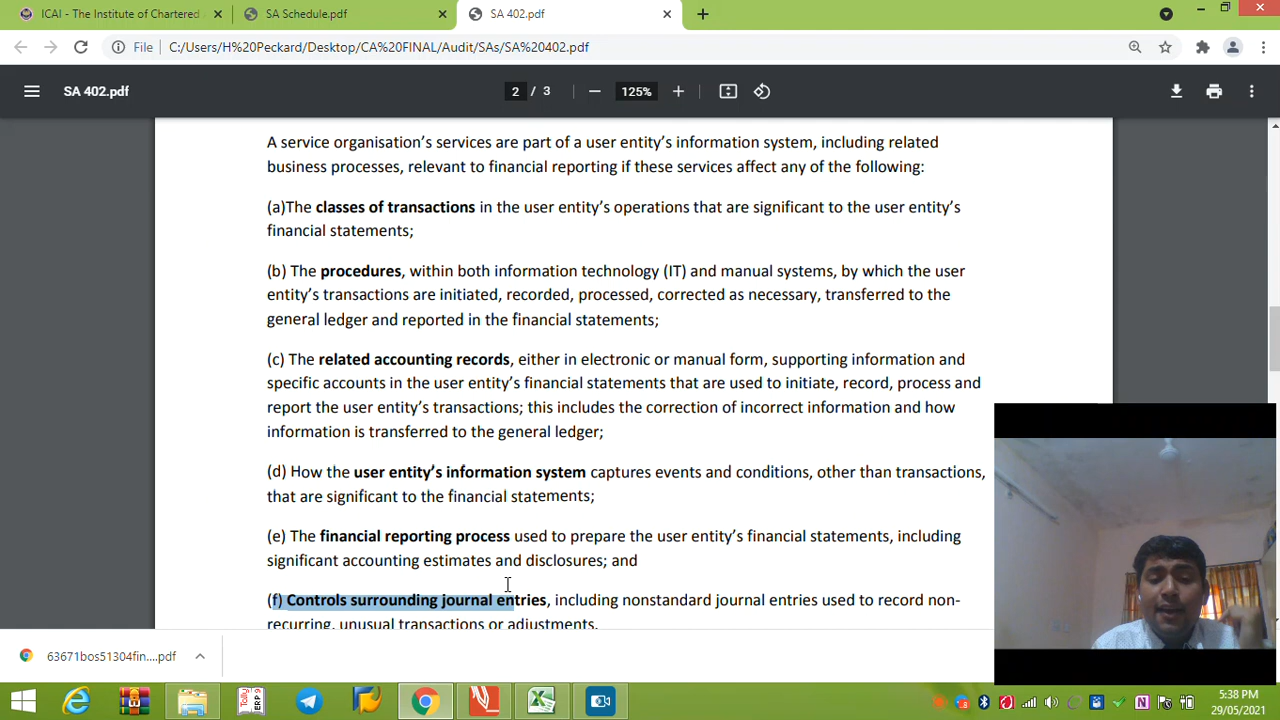 ICAI - The Institute of Chartered A
SA Schedule.pdf
SA 402.pdf
File
C:/Users/H%20Peckard/Desktop/CA%20FINAL/Audit/SAs/SA%20402.pdf
SA 402.pdf
2 / 3
125%
A service organisation's services are part of a user entity's information system, including related
business processes, relevant to financial reporting if these services affect any of the following:
(a)The classes of transactions in the user entity's operations that are significant to the user entity's
financial statements;
(b) The procedures, within both information technology (IT) and manual systems, by which the user
entity's transactions are initiated, recorded, processed, corrected as necessary, transferred to the
general ledger and reported in the financial statements;
(c) The related accounting records, either in electronic or manual form, supporting information and
specific accounts in the user entity's financial statements that are used to initiate, record, process and
report the user entity's transactions; this includes the correction of incorrect information and how
information is transferred to the general ledger;
(d) How the user entity's information system captures events and conditions, other than transactions,
that are significant to the financial statements;
(e) The financial reporting process used to prepare the user entity's financial statements, including
significant accounting estimates and disclosures; and
(f) Controls surrounding journal entries, including nonstandard journal entries used to record non-
recurring, unusual transactions or adjustments.
63671bos51304fin....pdf
Tally
ERP 9
5:38 PM
29/05/2021